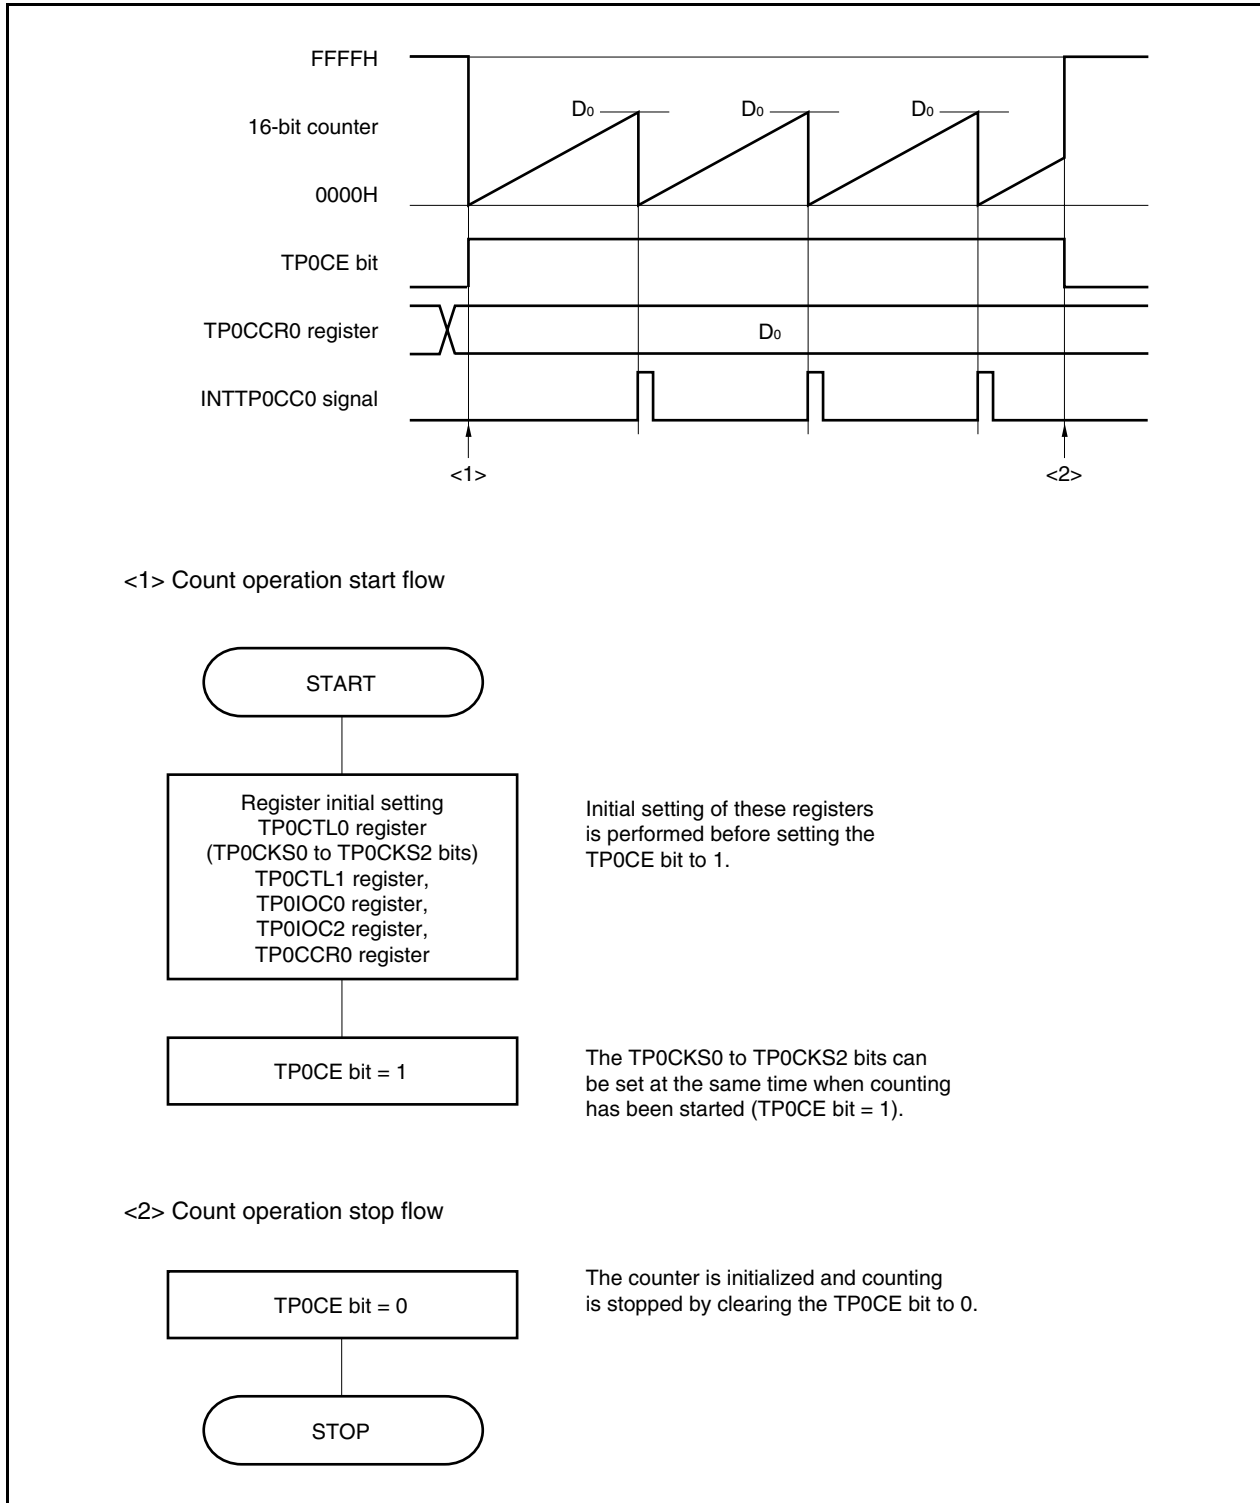 FFFFH
D0 D0 D0
16-bit counter
0000H
TP0CE bit
TP0CCR0 register D0
INTTP0CC0 signal
<1> <2>
<1> Count operation start flow
START
Register initial setting
TP0CTL0 register
(TP0CKS0 to TP0CKS2 bits)
TP0CTL1 register,
TP0IOC0 register,
TP0IOC2 register,
TP0CCR0 register
Initial setting of these registers
is performed before setting the
TP0CE bit to 1.
TP0CE bit = 1
The TP0CKS0 to TP0CKS2 bits can
be set at the same time when counting
has been started (TP0CE bit = 1).
<2> Count operation stop flow
TP0CE bit = 0
The counter is initialized and counting
is stopped by clearing the TP0CE bit to 0.
STOP